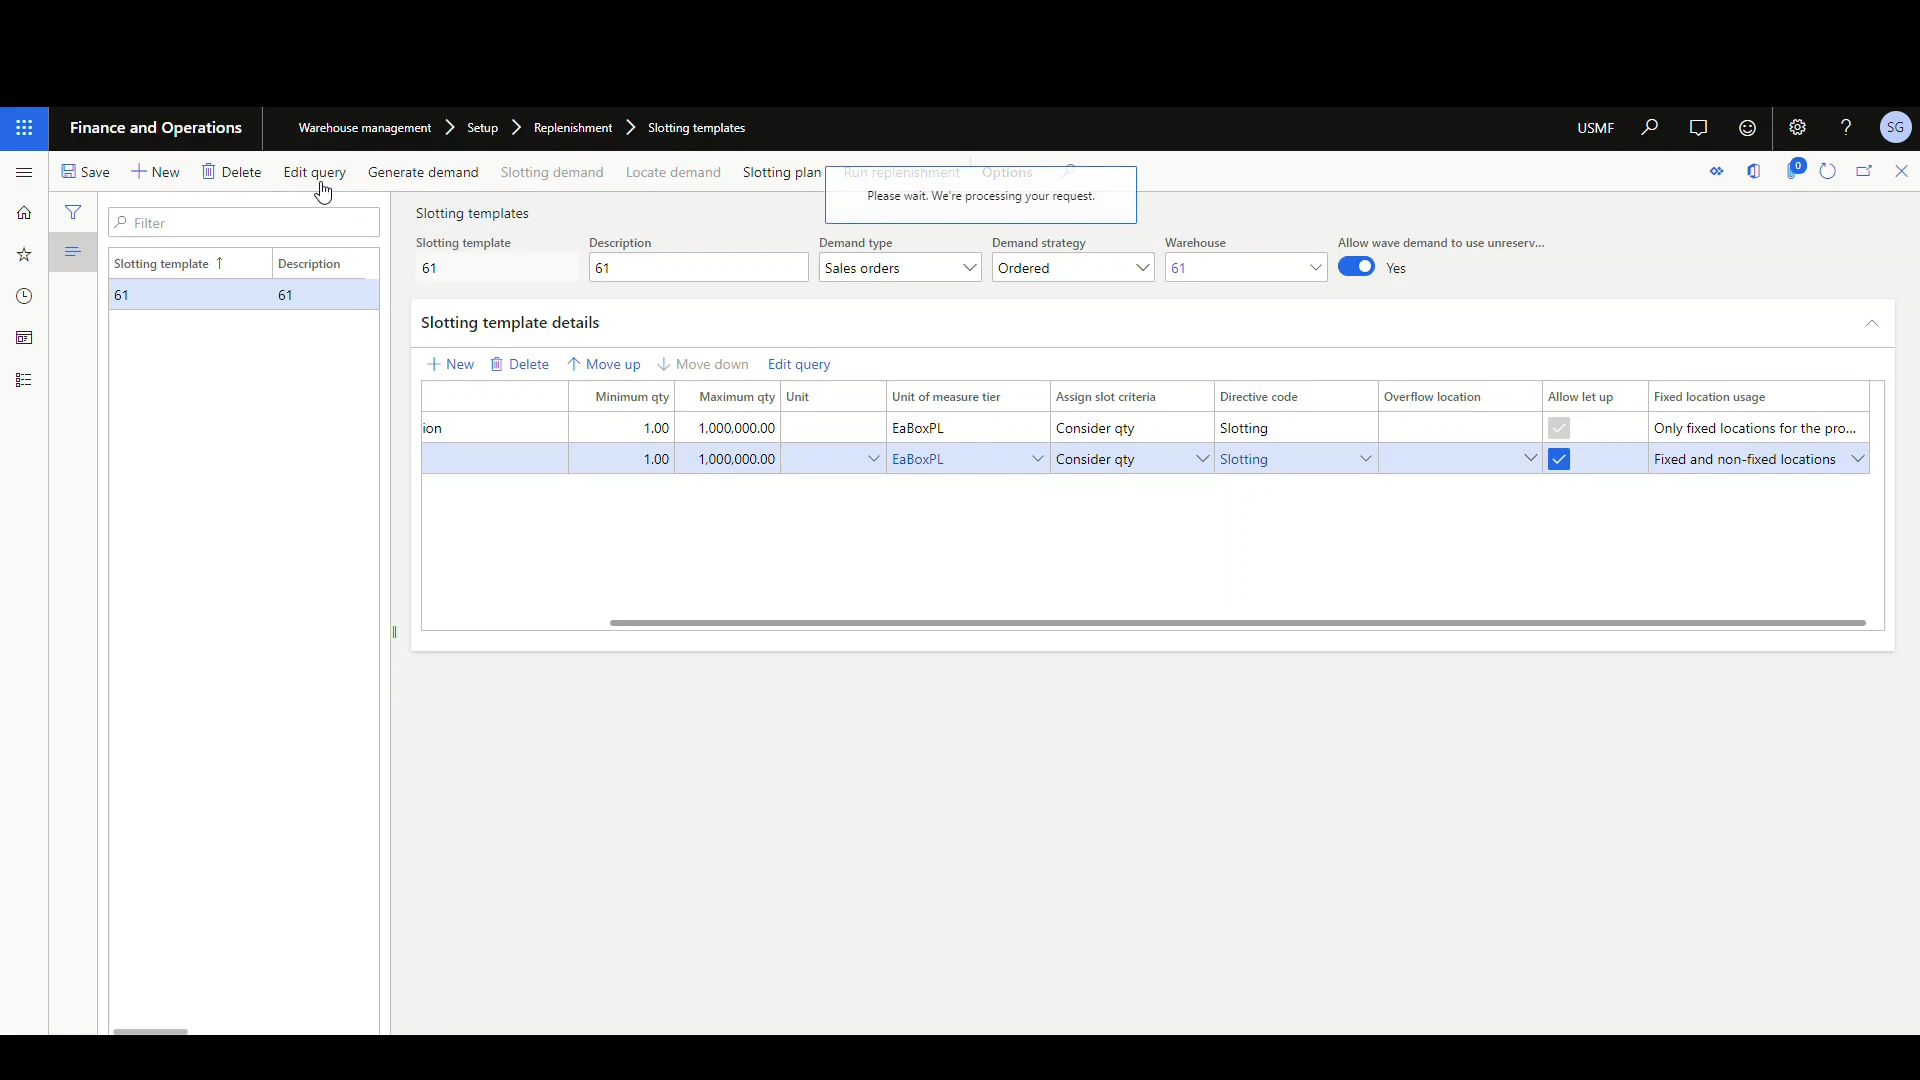 Finance and Operations
Warehouse management Setup Replenishment Slotting templates
USMF
SG
Save New Delete Edit query Generate demand Slotting demand Locate demand Slotting plan Run replenishment Options
0
Please wait. We're processing your request.
Filter
Slotting template Description
61 61
Slotting templates
Slotting template Description Demand type Demand strategy Warehouse Allow wave demand to use unreserv...
61 61 Sales orders Ordered 61 Yes
Slotting template details
New Delete Move up Move down Edit query
Minimum qty Maximum qty Unit Unit of measure tier Assign slot criteria Directive code Overflow location Allow let up Fixed location usage
ion 1.00 1,000,000.00 EaBoxPL Consider qty Slotting Only fixed locations for the pro...
1.00 1,000,000.00 EaBoxPL Consider qty Slotting Fixed and non-fixed locations